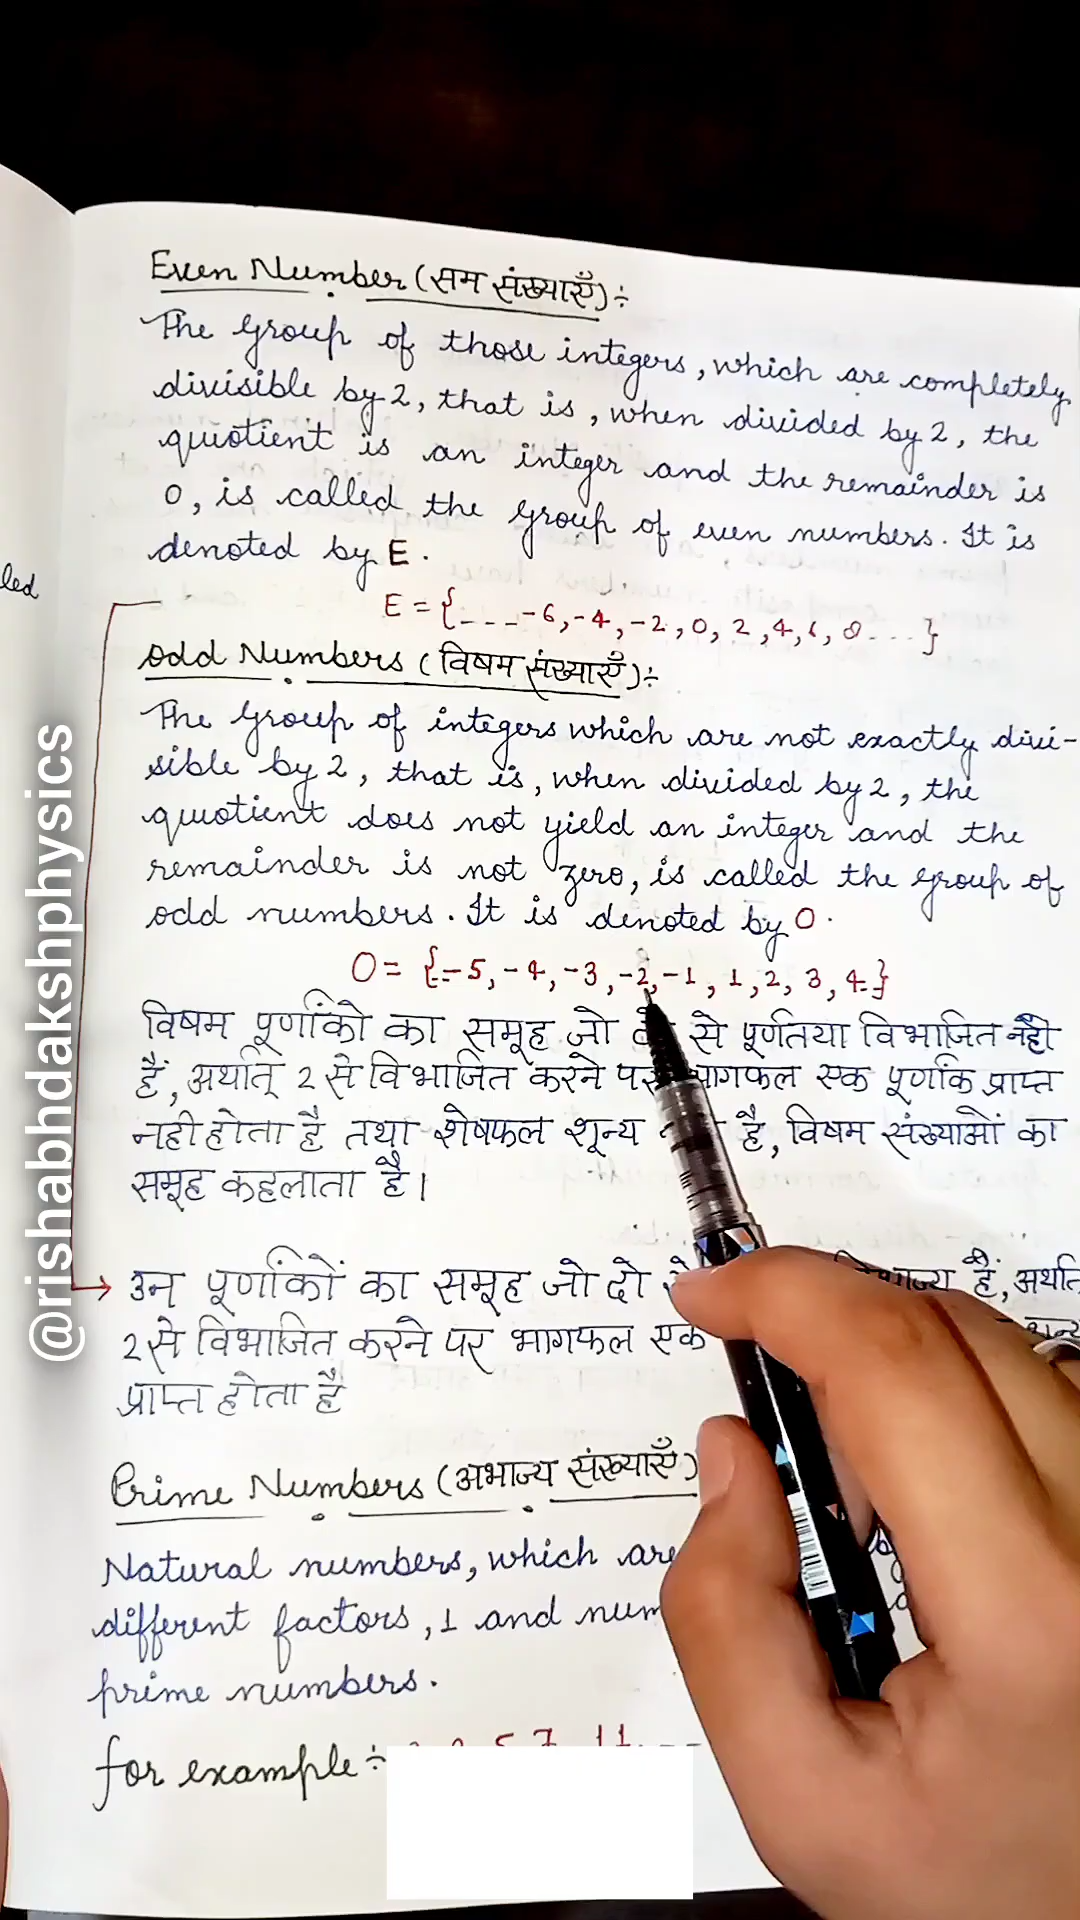 Even Number (सम संख्याएँ) ÷
The group of those integers, which are completely
divisible by 2, that is, when divided by 2, the
quotient is an integer and the remainder is
0, is called the group of even numbers. It is
denoted by E.
led
E = {- - - -6, -4, -2, 0, 2, 4, 6, 8 - - - }
Odd Numbers (विषम संख्याएँ) ÷
The group of integers which are not exactly divi-
sible by 2, that is, when divided by 2, the
quotient does not yield an integer and the
remainder is not zero, is called the group of
odd numbers. It is denoted by O.
O = {--5, -4, -3, -2, -1, 1, 2, 3, 4--}
विषम पूर्णांको का समूह जो से पूर्णतया विभाजित नही
हैं, अर्थात् 2 से विभाजित करने पर भागफल एक पूर्णांक प्राप्त
नही होता है तथा शेषफल शून्य है, विषम संख्यामों का
समूह कहलाता है।
उन पूर्णांकों का समूह जो दो हैं, अर्थात
2 से विभाजित करने पर भागफल एक
प्राप्त होता है
Prime Numbers (अभाज्य संख्याएँ)
Natural numbers, which are
different factors, 1 and num
prime numbers.
for example ÷ 5, 7, 11, --
@rishabhdakshphysics